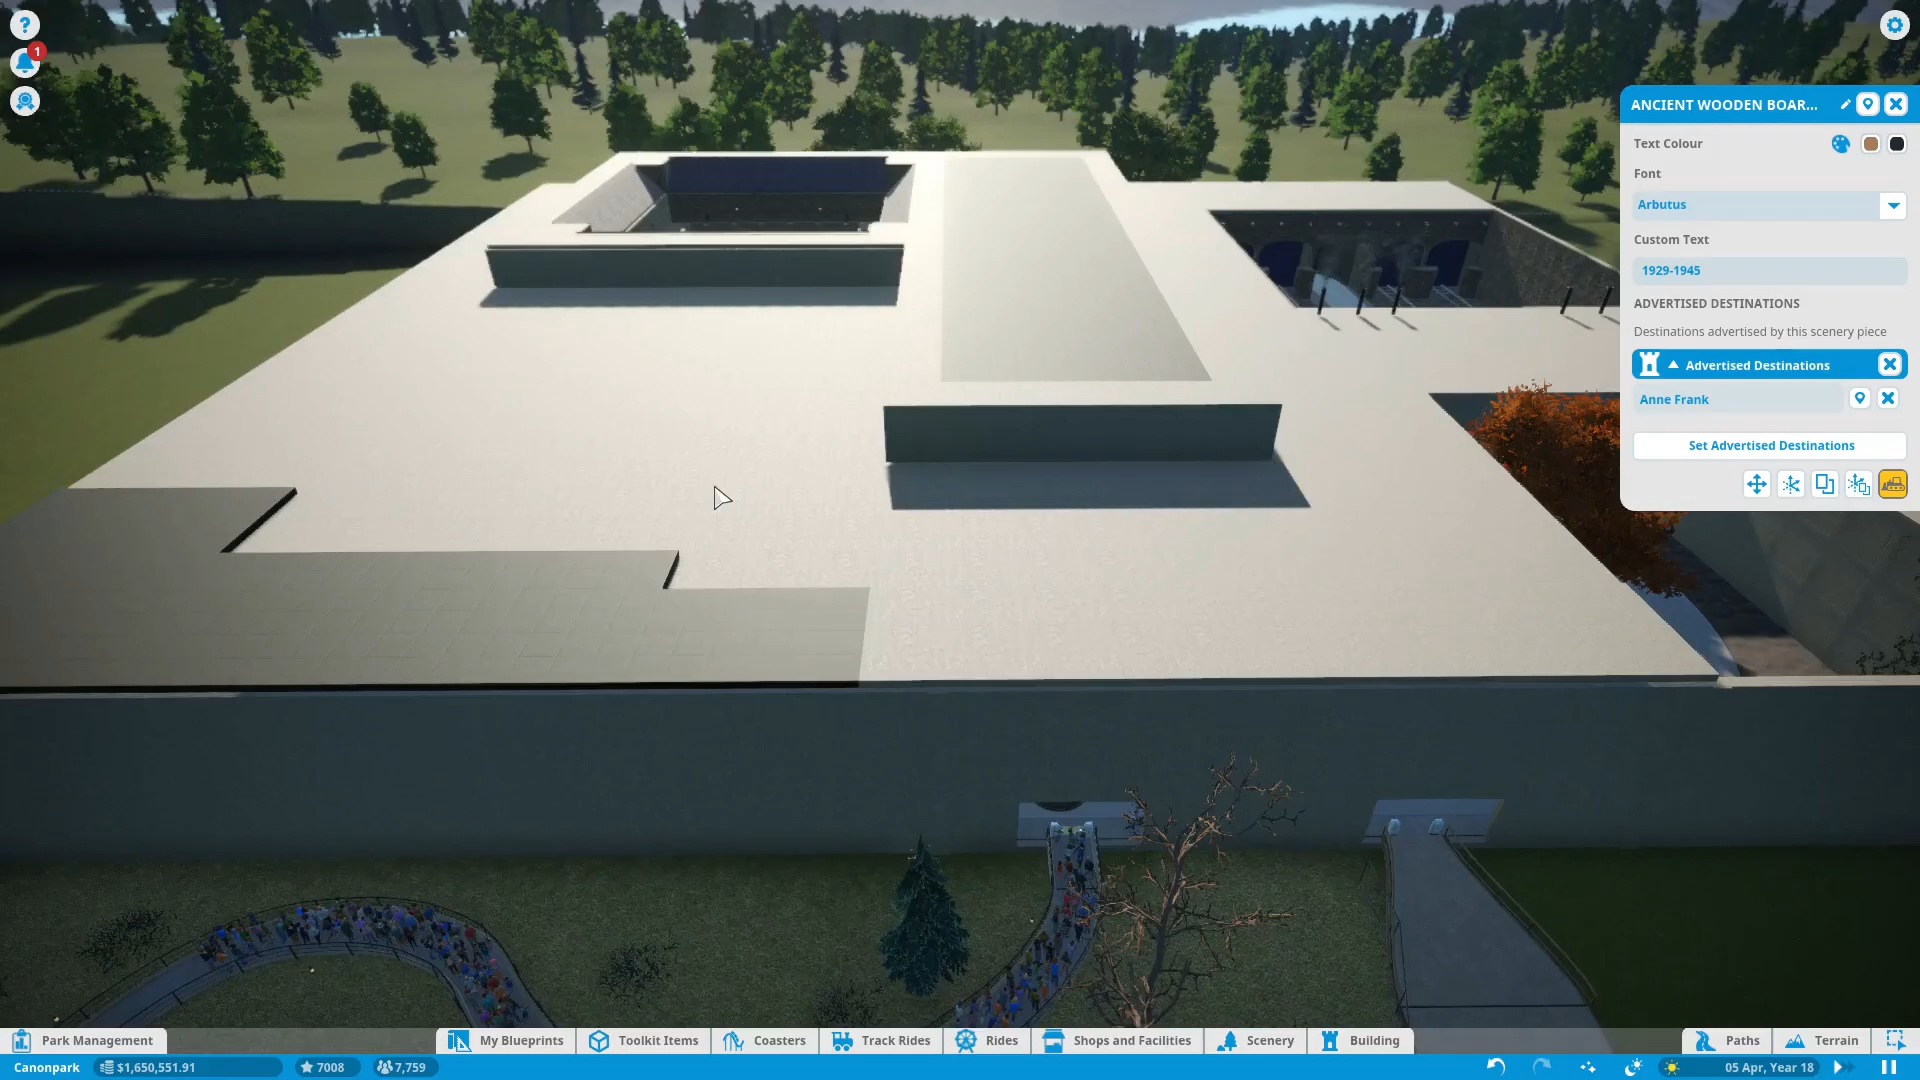 1
ANCIENT WOODEN BOAR...
Text Colour
Font
Arbutus
Custom Text
1929-1945
ADVERTISED DESTINATIONS
Destinations advertised by this scenery piece
Advertised Destinations
Anne Frank
Set Advertised Destinations
Park Management
My Blueprints
Toolkit Items
Coasters
Track Rides
Rides
Shops and Facilities
Scenery
Building
Paths
Terrain
Canonpark
$1,650,551.91
7008
7,759
05 Apr, Year 18